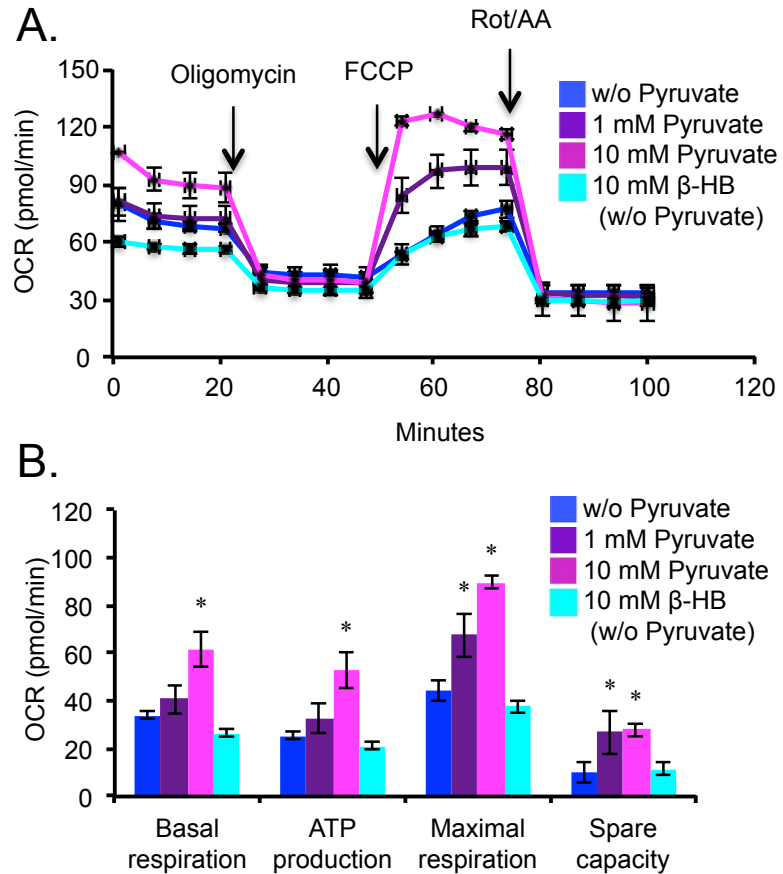 A.
Rot/AA
Oligomycin
FCCP
150
120
90
60
30
0
OCR (pmol/min)
0
20
40
60
80
100
120
Minutes
w/o Pyruvate
1 mM Pyruvate
10 mM Pyruvate
10 mM β-HB
(w/o Pyruvate)
B.
120
100
80
60
40
20
0
OCR (pmol/min)
w/o Pyruvate
1 mM Pyruvate
10 mM Pyruvate
10 mM β-HB
(w/o Pyruvate)
*
*
*
*
*
*
Basal
respiration
ATP
production
Maximal
respiration
Spare
capacity